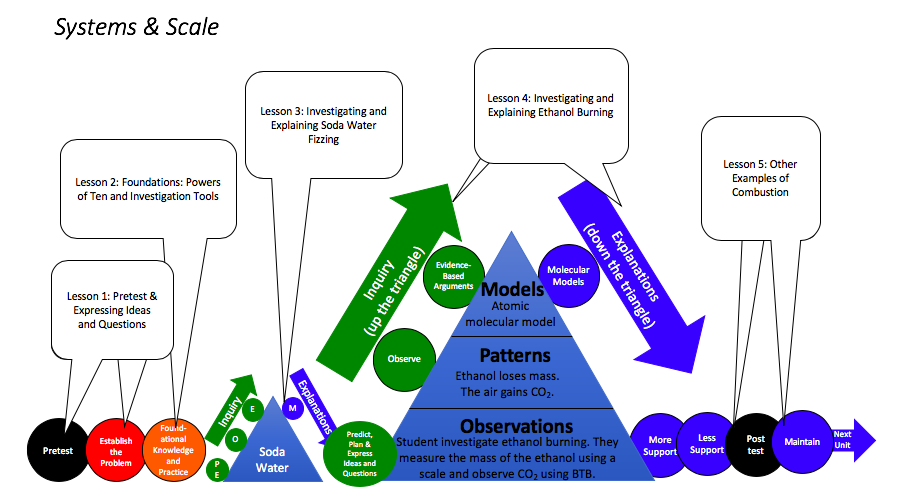 Systems & Scale
Lesson 3: Investigating and
Explaining Soda Water
Fizzing
Lesson 4: Investigating and
Explaining Ethanol Burning
Lesson 2: Foundations: Powers
of Ten and Investigation Tools
Lesson 5: Other
Examples of
Combustion
Lesson 1: Pretest &
Expressing Ideas
and Questions
Inquiry
(up the triangle)
Explanations
(down the triangle)
Evidence-
Based
Arguments
Molecular
Models
Observe
Models
Atomic
molecular model
Patterns
Ethanol loses mass.
The air gains CO₂.
Observations
Student investigate ethanol burning. They
measure the mass of the ethanol using a
scale and observe CO₂ using BTB.
Pretest
Establish
the
Problem
Found-
ational
Knowledge
and
Practice
Inquiry
P
E
O
E
M
Explanations
Soda
Water
Predict,
Plan &
Express
Ideas and
Questions
More
Support
Less
Support
Post
test
Maintain
Next
Unit